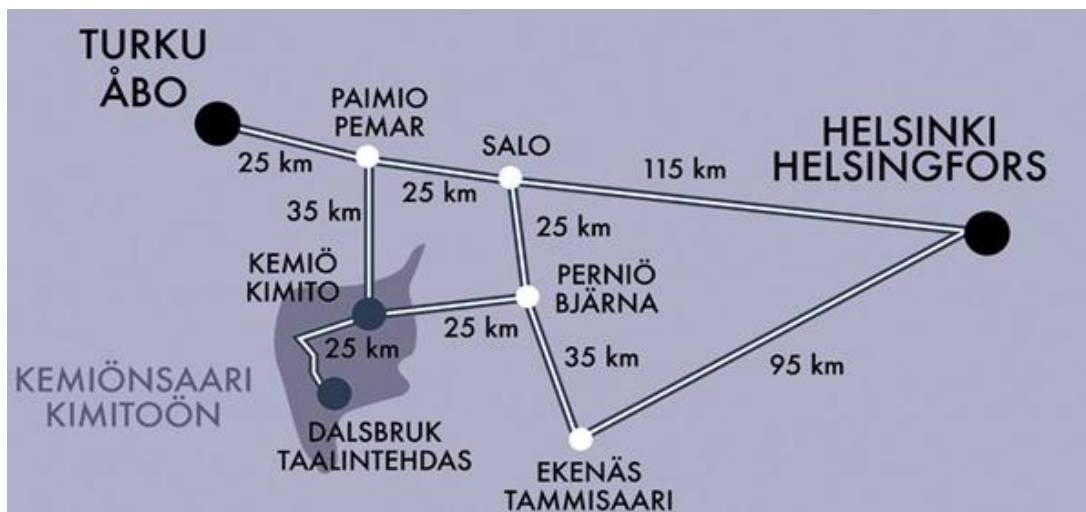 TURKU
ÅBO
PAIMIO
PEMAR
SALO
HELSINKI
HELSINGFORS
25 km
25 km
115 km
35 km
25 km
KEMIÖ
KIMITO
PERNIÖ
BJÄRNA
25 km
25 km
35 km
95 km
KEMIÖNSAARI
KIMITOÖN
DALSBRUK
TAALINTEHDAS
EKENÄS
TAMMISAARI